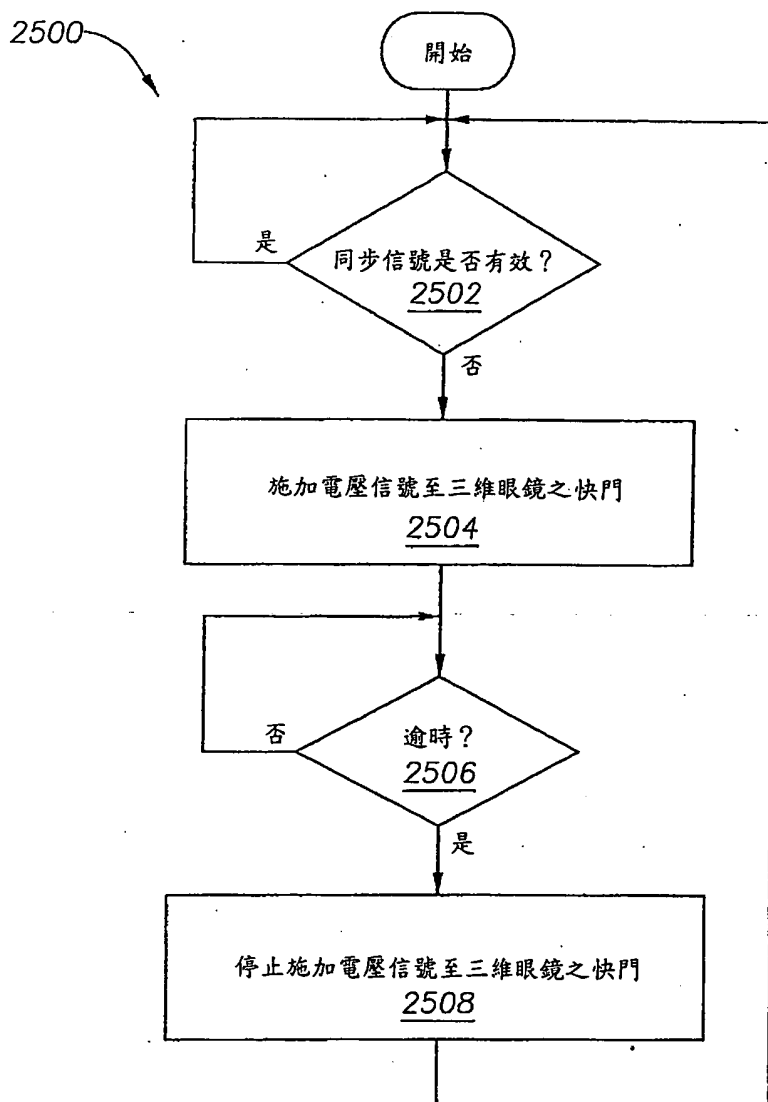 2500
開始
是
同步信號是否有效?
2502
否
施加電壓信號至三維眼鏡之快門
2504
否
逾時?
2506
是
停止施加電壓信號至三維眼鏡之快門
2508